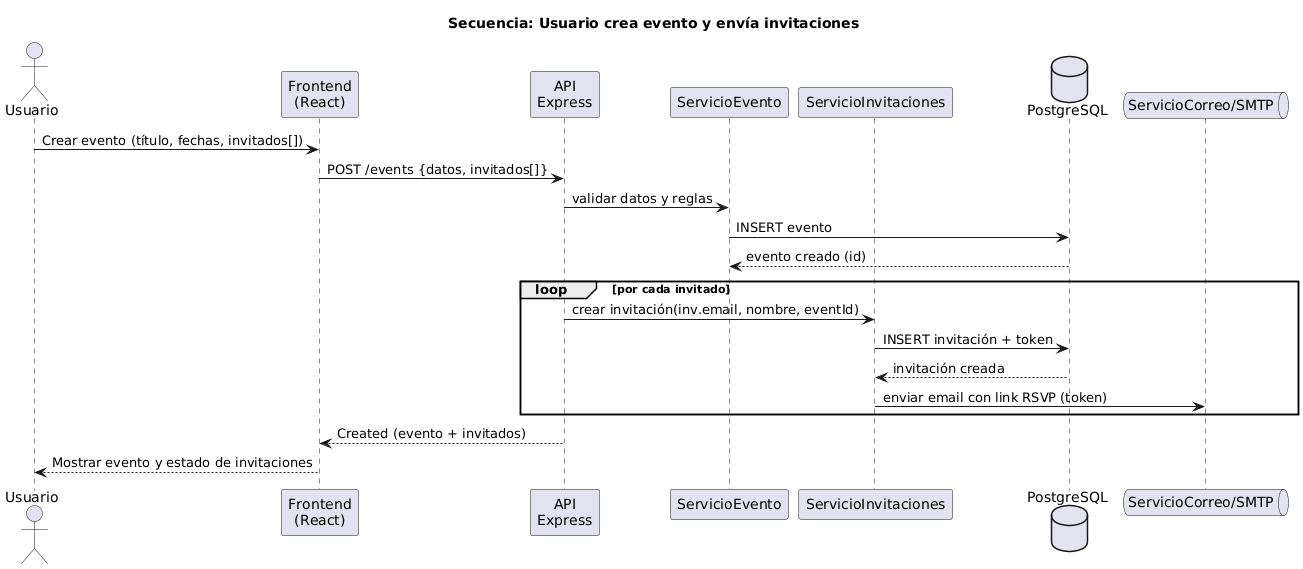 Secuencia: Usuario crea evento y envía invitaciones
Usuario
Frontend
(React)
API
Express
ServicioEvento
ServicioInvitaciones
PostgreSQL
ServicioCorreo/SMTP
Crear evento (título, fechas, invitados[])
POST /events {datos, invitados[]}
validar datos y reglas
INSERT evento
evento creado (id)
loop
[por cada invitado]
crear invitación(inv.email, nombre, eventId)
INSERT invitación + token
invitación creada
enviar email con link RSVP (token)
Created (evento + invitados)
Mostrar evento y estado de invitaciones
Usuario
Frontend
(React)
API
Express
ServicioEvento
ServicioInvitaciones
PostgreSQL
ServicioCorreo/SMTP